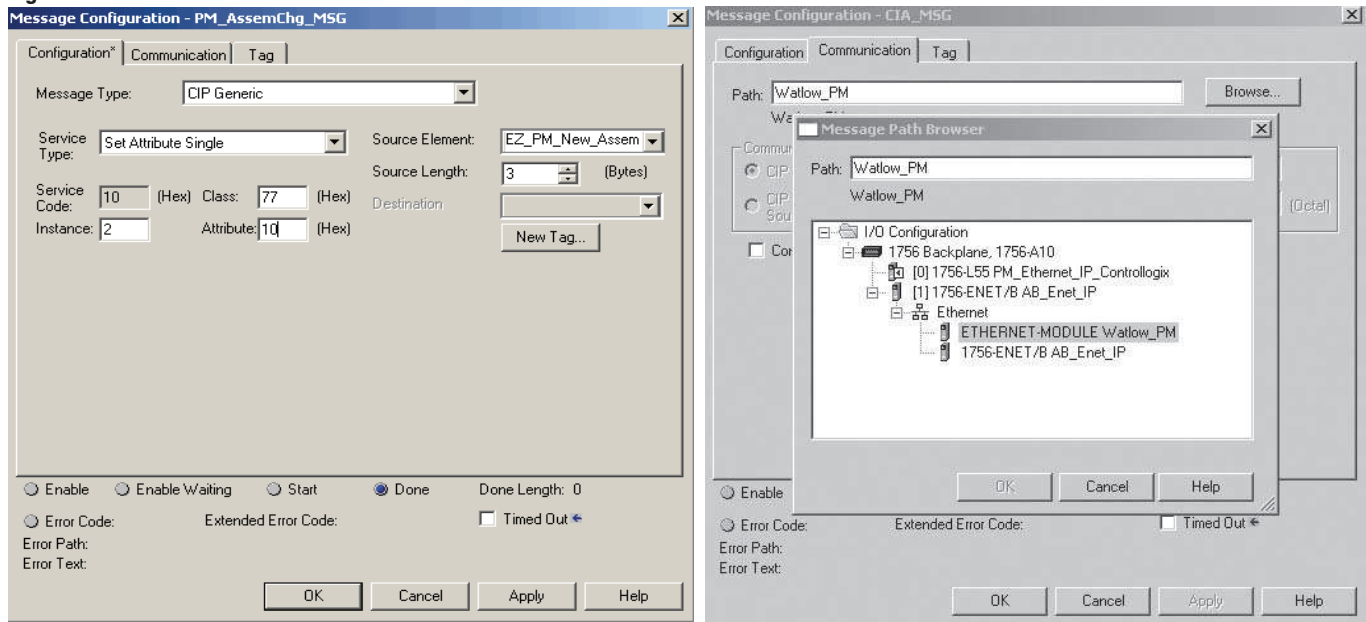 Message Configuration - PM_AssemChg_MSG
Configuration* Communication Tag
Message Type: CIP Generic
Service Type: Set Attribute Single
Source Element: EZ_PM_New_Assem
Source Length: 3 (Bytes)
Service Code: 10 (Hex) Class: 77 (Hex)
Destination
Instance: 2 Attribute: 10 (Hex)
New Tag...
Enable Enable Waiting Start Done Done Length: 0
Error Code: Extended Error Code: Timed Out
Error Path:
Error Text:
OK Cancel Apply Help
Message Configuration - CIA_MSG
Configuration Communication Tag
Path: Watlow_PM Browse...
Message Path Browser
Commun
CIP
Path: Watlow_PM
Watlow_PM
CIP
Sou
(Octal)
I/O Configuration
Cor
1756 Backplane, 1756-A10
[0] 1756-L55 PM_Ethernet_IP_Controllogix
[1] 1756-ENET/B AB_Enet_IP
Ethernet
ETHERNET-MODULE Watlow_PM
1756-ENET/B AB_Enet_IP
OK Cancel Help
Enable
Error Code: Extended Error Code: Timed Out
Error Path:
Error Text:
OK Cancel Apply Help